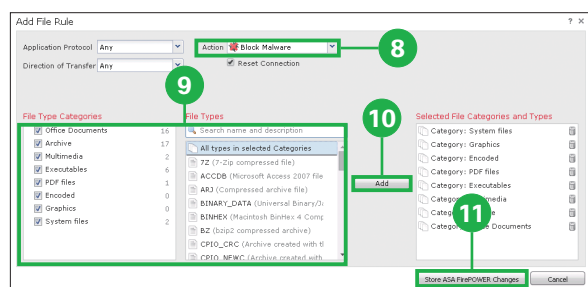 Add File Rule ? ×
Application Protocol Any Action Block Malware 8
Direction of Transfer Any Reset Connection
9
10
File Type Categories File Types Selected File Categories and Types
Office Documents 16 Search name and description Category: System files
Archive 17 All types in selected Categories Category: Graphics
Multimedia 2 7Z (7-Zip compressed file) Category: Encoded
Executables 6 ACCDB (Microsoft Access 2007 file Category: PDF files
PDF files 1 ARJ (Compressed archive file) Add Category: Executables
Encoded 0 BINARY_DATA (Universal Binary/
Graphics 0 BINHEX (Macintosh BinHex 4 Comp 11
System files 2 BZ (bzip2 compressed archive) Documents
CPIO_CRC (Archive created with
CPIO_NEWC (Archive created with
Store ASA FirePOWER Changes Cancel